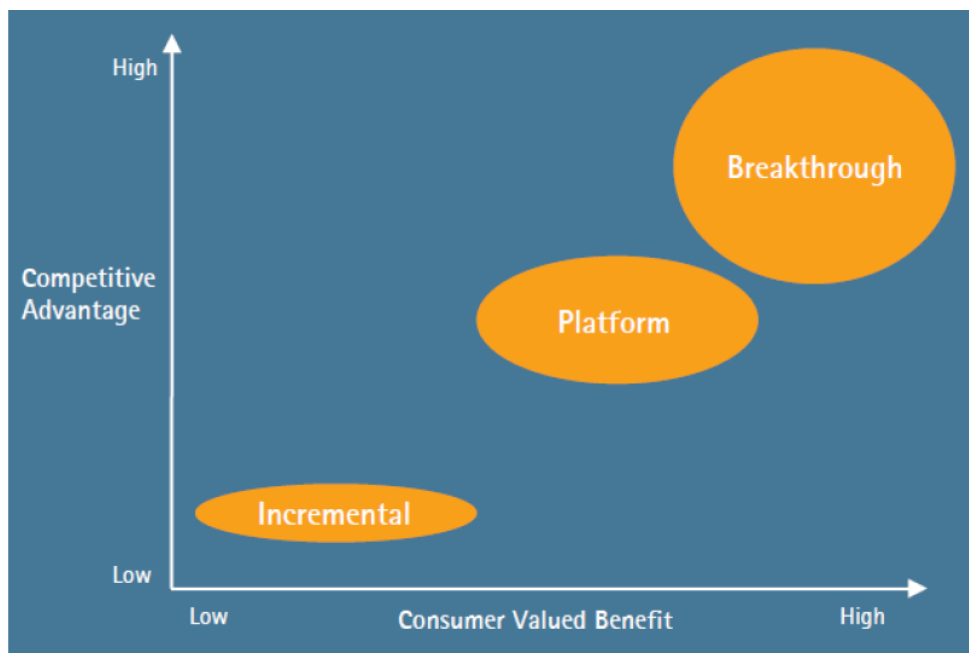 High
Breakthrough
Competitive
Advantage
Platform
Incremental
Low
Low
Consumer Valued Benefit
High